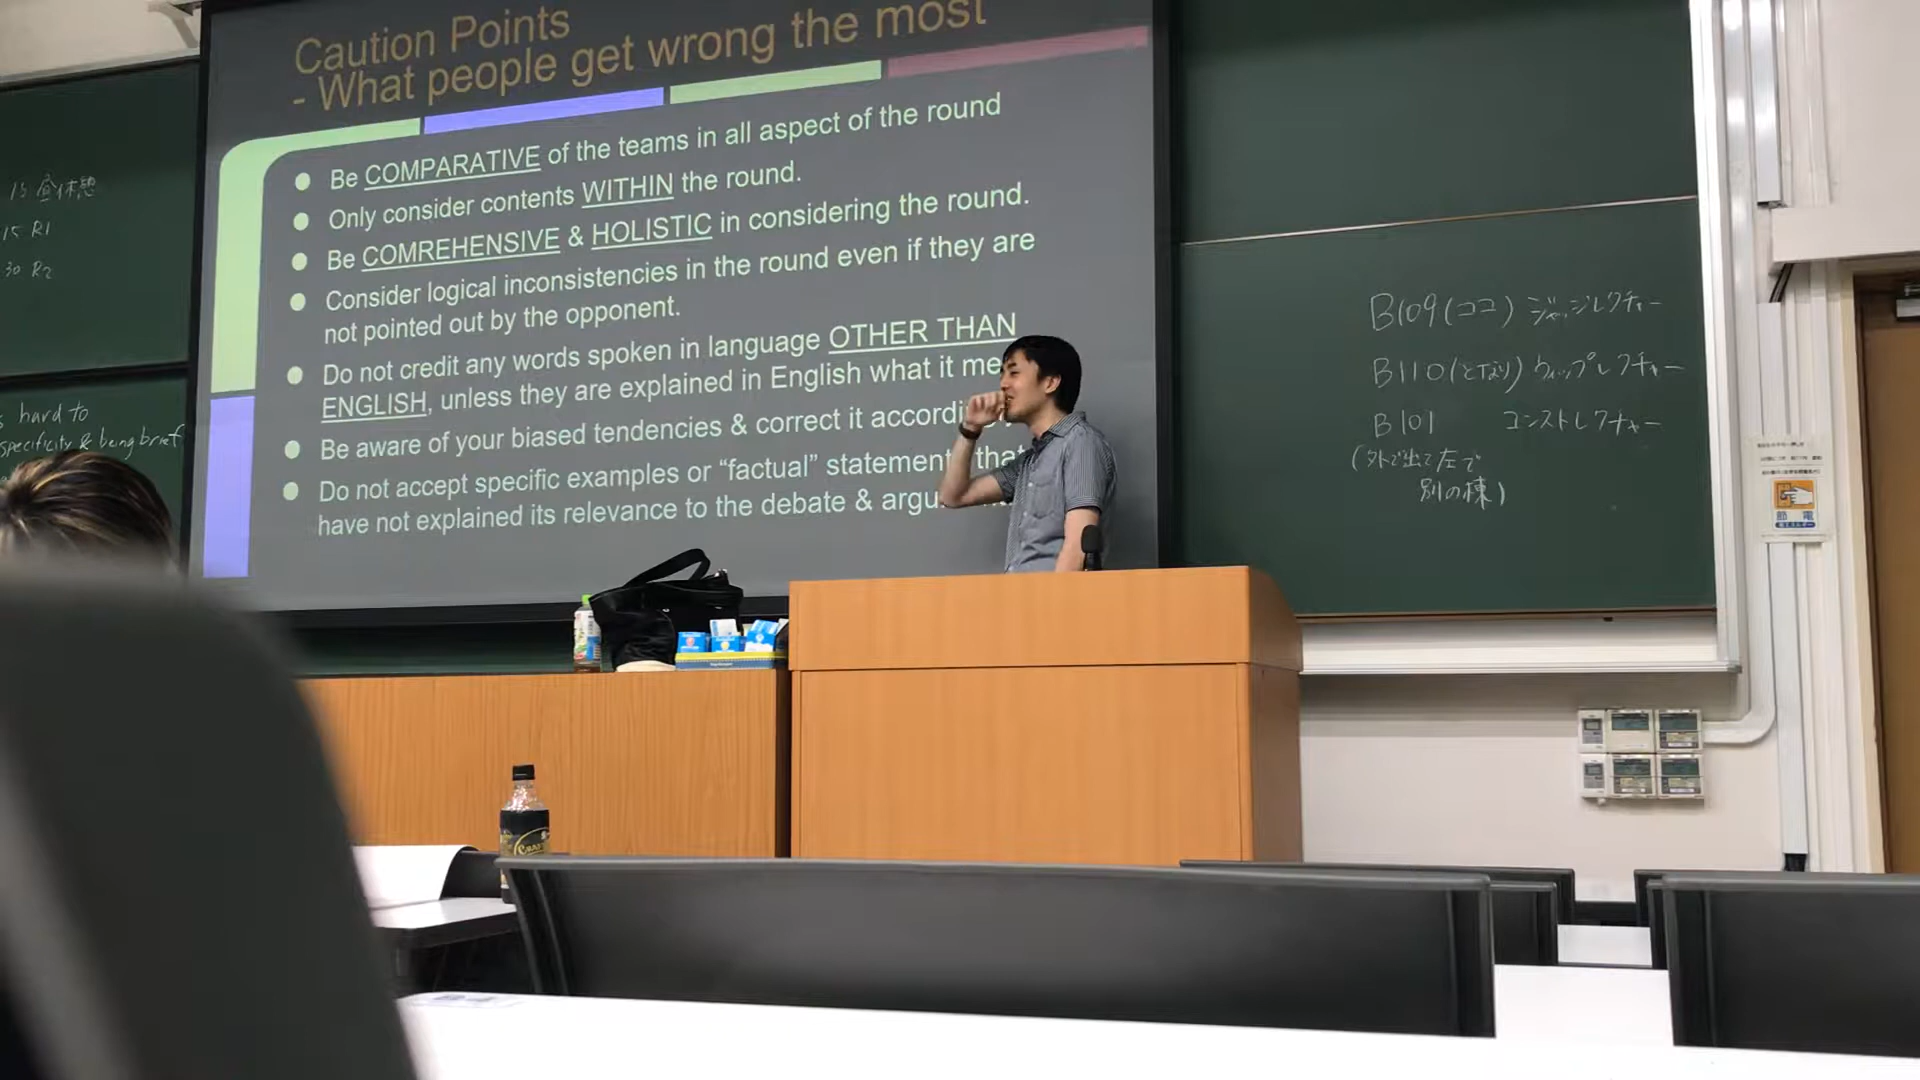 Caution Points
- What people get wrong the most
Be COMPARATIVE of the teams in all aspect of the round
Only consider contents WITHIN the round.
Be COMREHENSIVE & HOLISTIC in considering the round.
Consider logical inconsistencies in the round even if they are
not pointed out by the opponent.
Do not credit any words spoken in language OTHER THAN
ENGLISH, unless they are explained in English what it me
Be aware of your biased tendencies & correct it accordi
Do not accept specific examples or “factual” statement that
have not explained its relevance to the debate & argu
15 昼休憩
15 R1
30 R2
hard to
specificity & being brief
B109(ココ) ジャッジレクチャー
B110(となり) ウィップレクチャー
B101 コンストレクチャー
(外で出て左で
別の棟)
節電